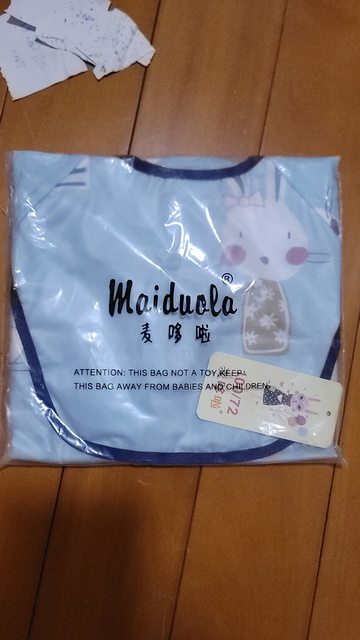 Maiduola®
麦哆啦
ATTENTION: THIS BAG NOT A TOY,KEEP
THIS BAG AWAY FROM BABIES AND CHILDREN.